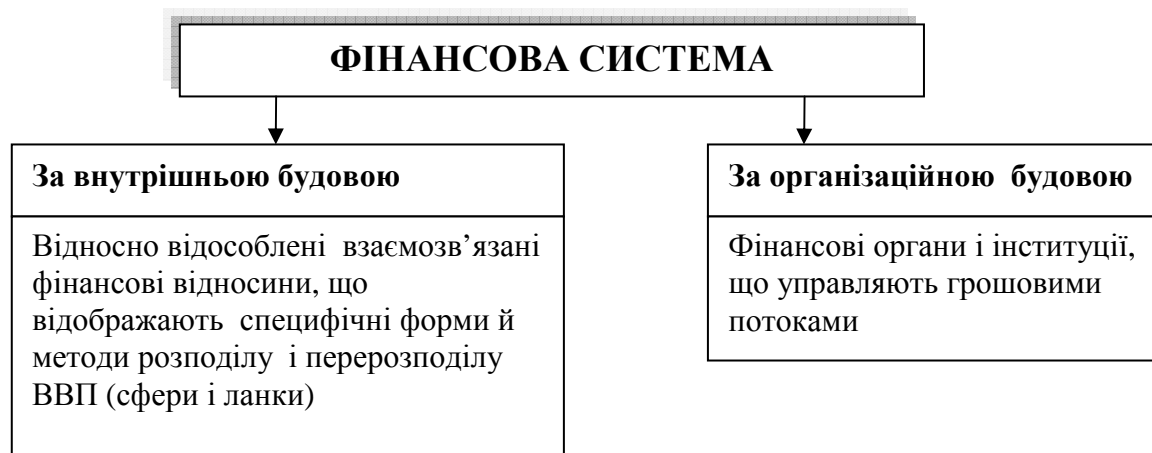 ФІНАНСОВА СИСТЕМА
За внутрішньою будовою
Відносно відособлені взаємозв’язані
фінансові відносини, що
відображають специфічні форми й
методи розподілу і перерозподілу
ВВП (сфери і ланки)
За організаційною будовою
Фінансові органи і інституції,
що управляють грошовими
потоками